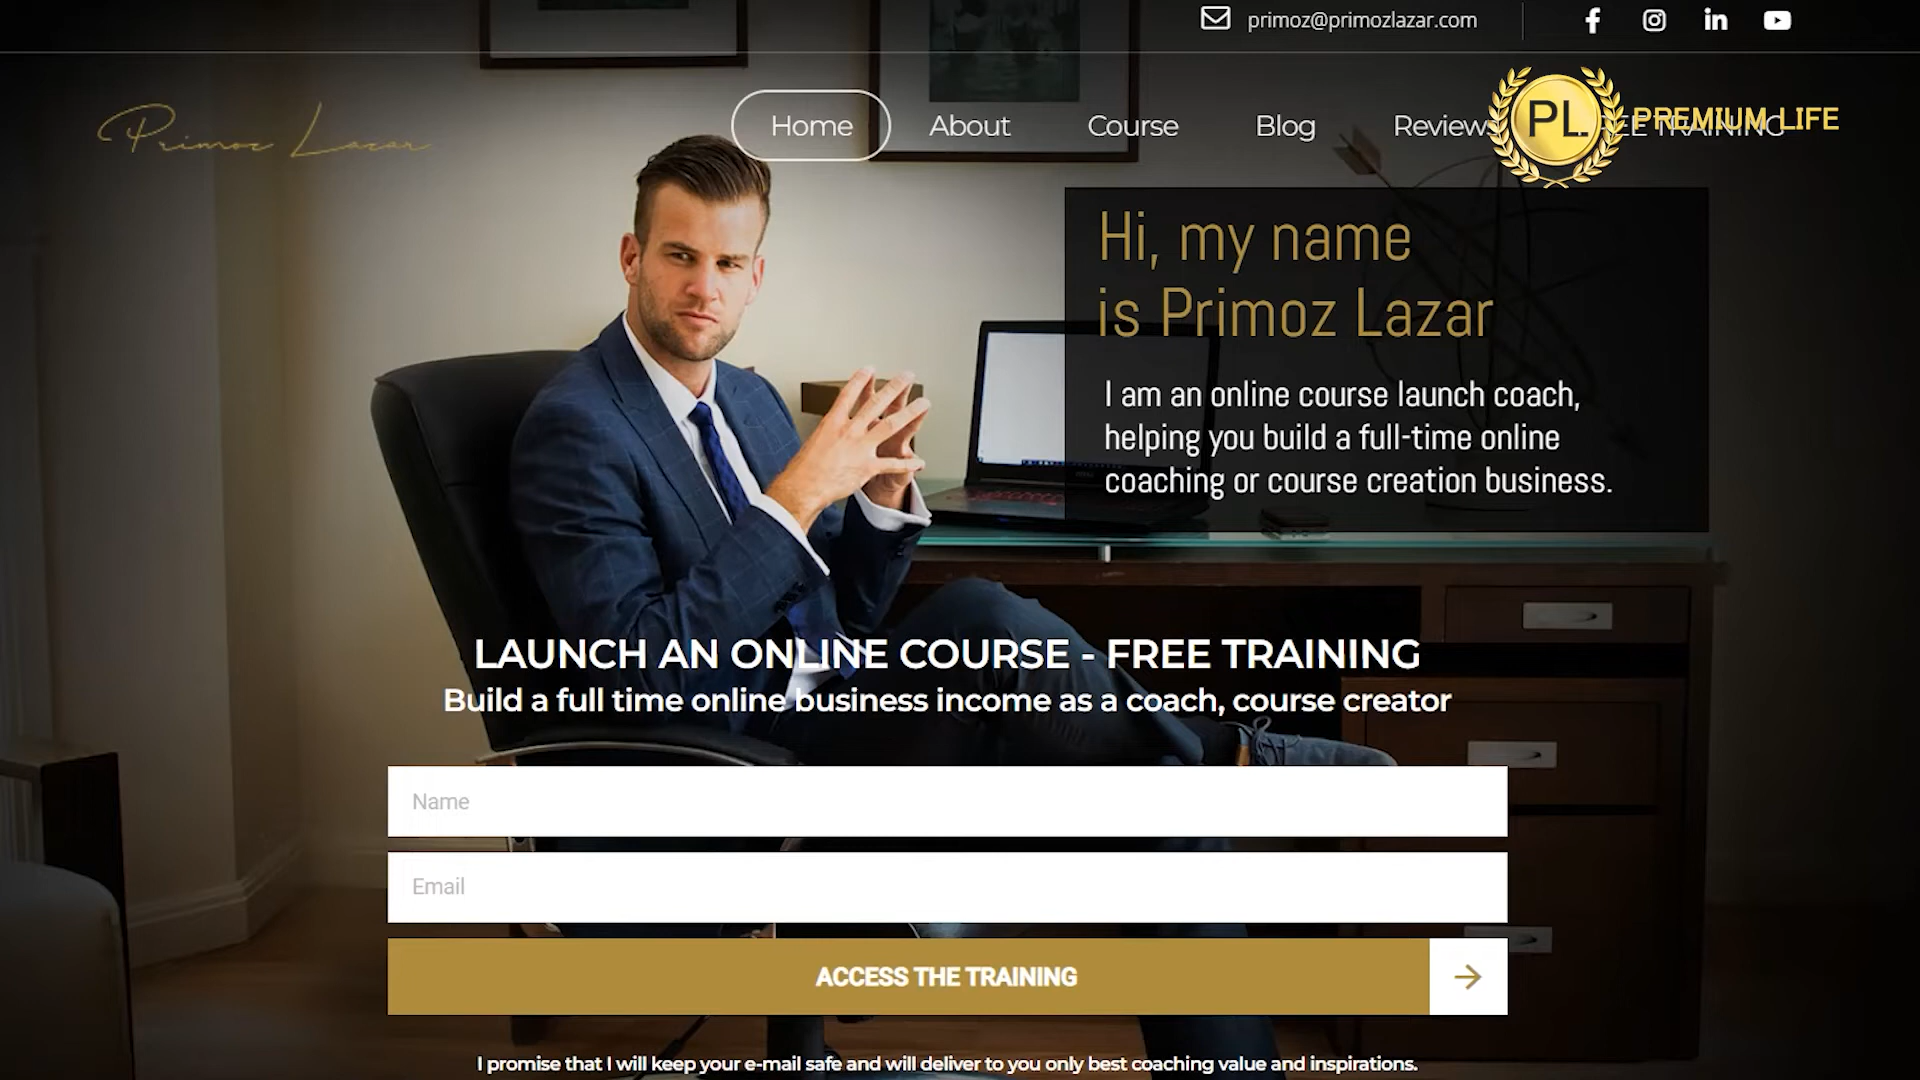 primoz@primozlazar.com
Primoz Lazar
Home About Course Blog Reviews TRAINING
PL
PREMIUM LIFE
Hi, my name
is Primoz Lazar
I am an online course launch coach,
helping you build a full-time online
coaching or course creation business.
LAUNCH AN ONLINE COURSE - FREE TRAINING
Build a full time online business income as a coach, course creator
Name
Email
ACCESS THE TRAINING
I promise that I will keep your e-mail safe and will deliver to you only best coaching value and inspirations.